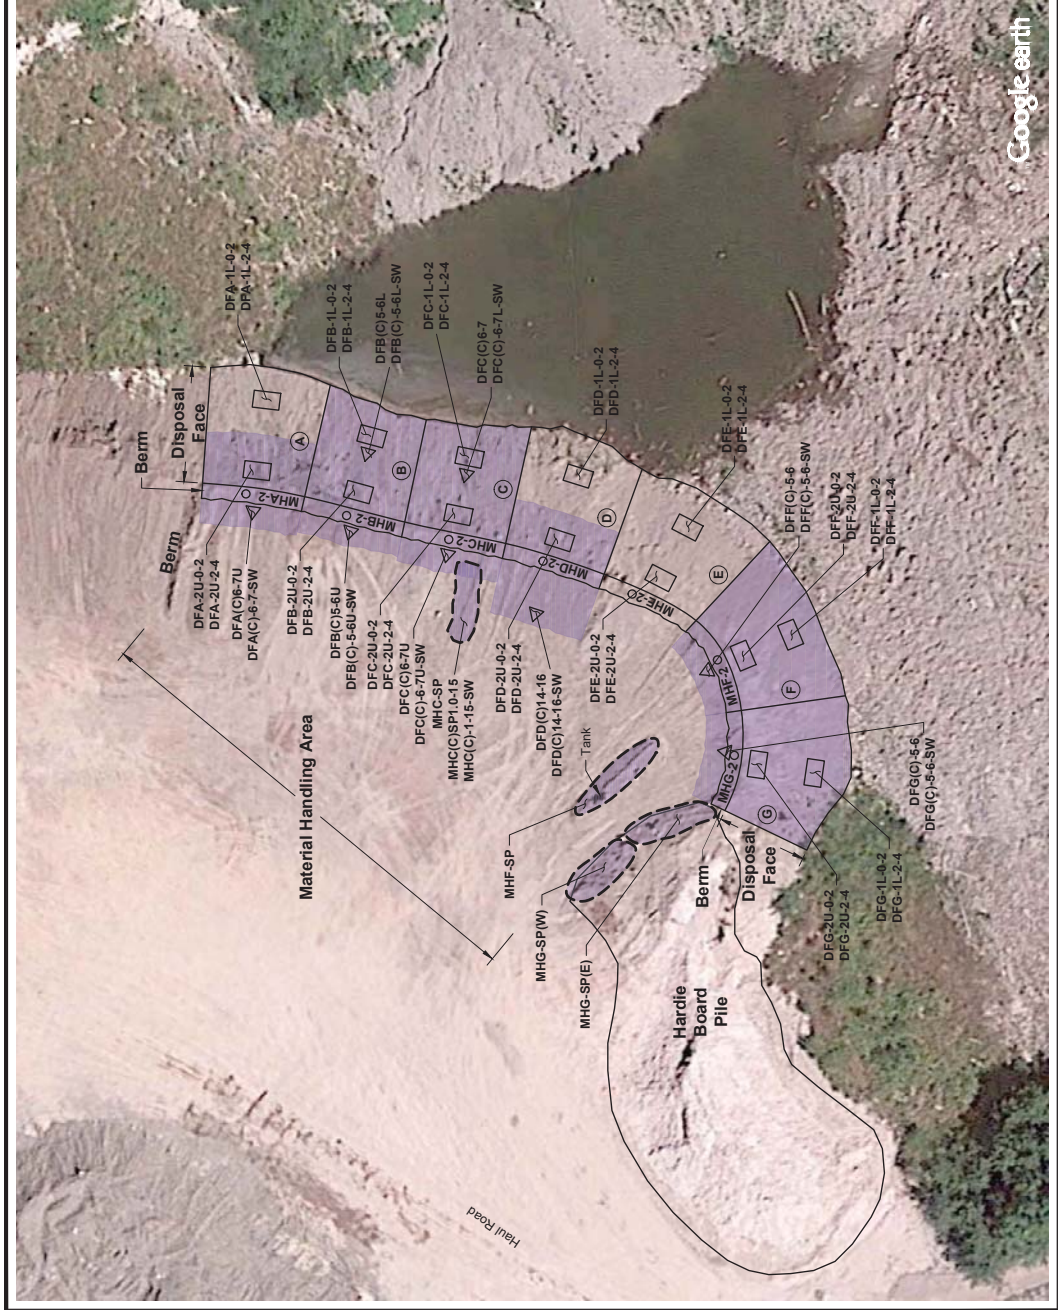 Google earth
DFA-1L-0-2
DFA-1L-2-4
DFB-1L-0-2
DFB-1L-2-4
DFB(C)5-6L
DFB(C)-5-6L-SW
DFC-1L-0-2
DFC-1L-2-4
DFC(C)6-7
DFC(C)-6-7L-SW
DFD-1L-0-2
DFD-1L-2-4
DFE-1L-0-2
DFE-1L-2-4
DFF(C)-5-6
DFF(C)-5-6-SW
DFF-2U-0-2
DFF-2U-2-4
DFF-1L-0-2
DFF-1L-2-4
Disposal
Face
Berm
Berm
A
B
C
D
E
F
G
MHA-2
MHB-2
MHC-2
MHD-2
MHE-2
MHF-2
MHG-2
DFA-2U-0-2
DFA-2U-2-4
DFA(C)6-7U
DFA(C)-6-7-SW
DFB-2U-0-2
DFB-2U-2-4
DFB(C)5-6U
DFB(C)-5-6U-SW
DFC-2U-0-2
DFC-2U-2-4
DFC(C)6-7U
DFC(C)-6-7U-SW
MHC-SP
MHC(C)SP1.0-15
MHC(C)-1-15-SW
DFD-2U-0-2
DFD-2U-2-4
DFD(C)14-16
DFD(C)14-16-SW
DFE-2U-0-2
DFE-2U-2-4
Tank
Material Handling Area
MHF-SP
MHG-SP(W)
MHG-SP(E)
Berm
Disposal
Face
DFG(C)-5-6
DFG(C)-5-6-SW
DFG-1L-0-2
DFG-1L-2-4
DFG-2U-0-2
DFG-2U-2-4
Hardie
Board
Pile
Haul Road